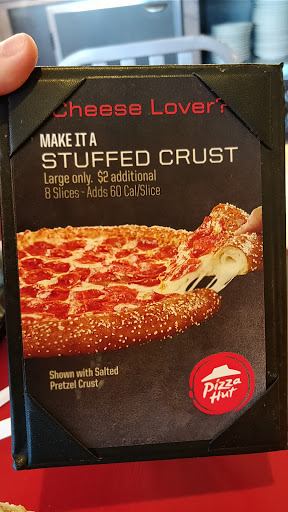 Cheese Lover?
MAKE IT A
STUFFED CRUST
Large only. $2 additional
8 Slices - Adds 60 Cal/Slice
Shown with Salted
Pretzel Crust
Pizza
Hut